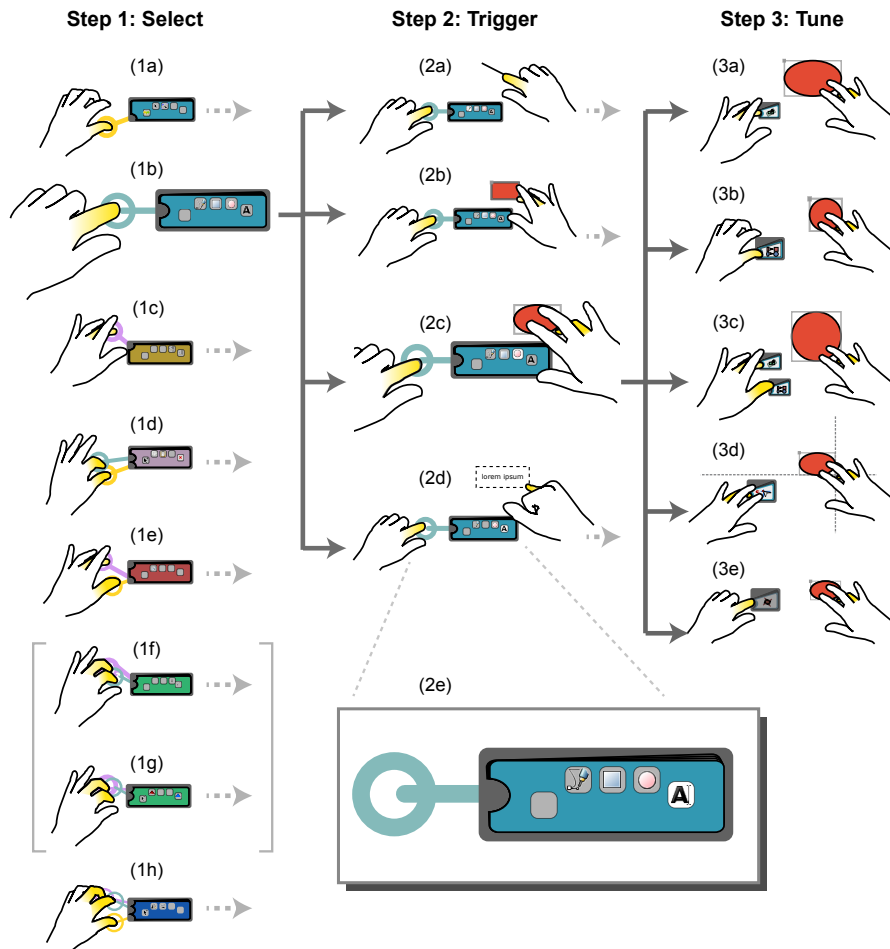 Step 1: Select
Step 2: Trigger
Step 3: Tune
(1a)
(2a)
(3a)
(1b)
(2b)
(3b)
A
A
A
(1c)
(2c)
(3c)
A
(1d)
(2d)
(3d)
lorem ipsum
A
(1e)
(3e)
(1f)
(2e)
A
(1g)
(1h)